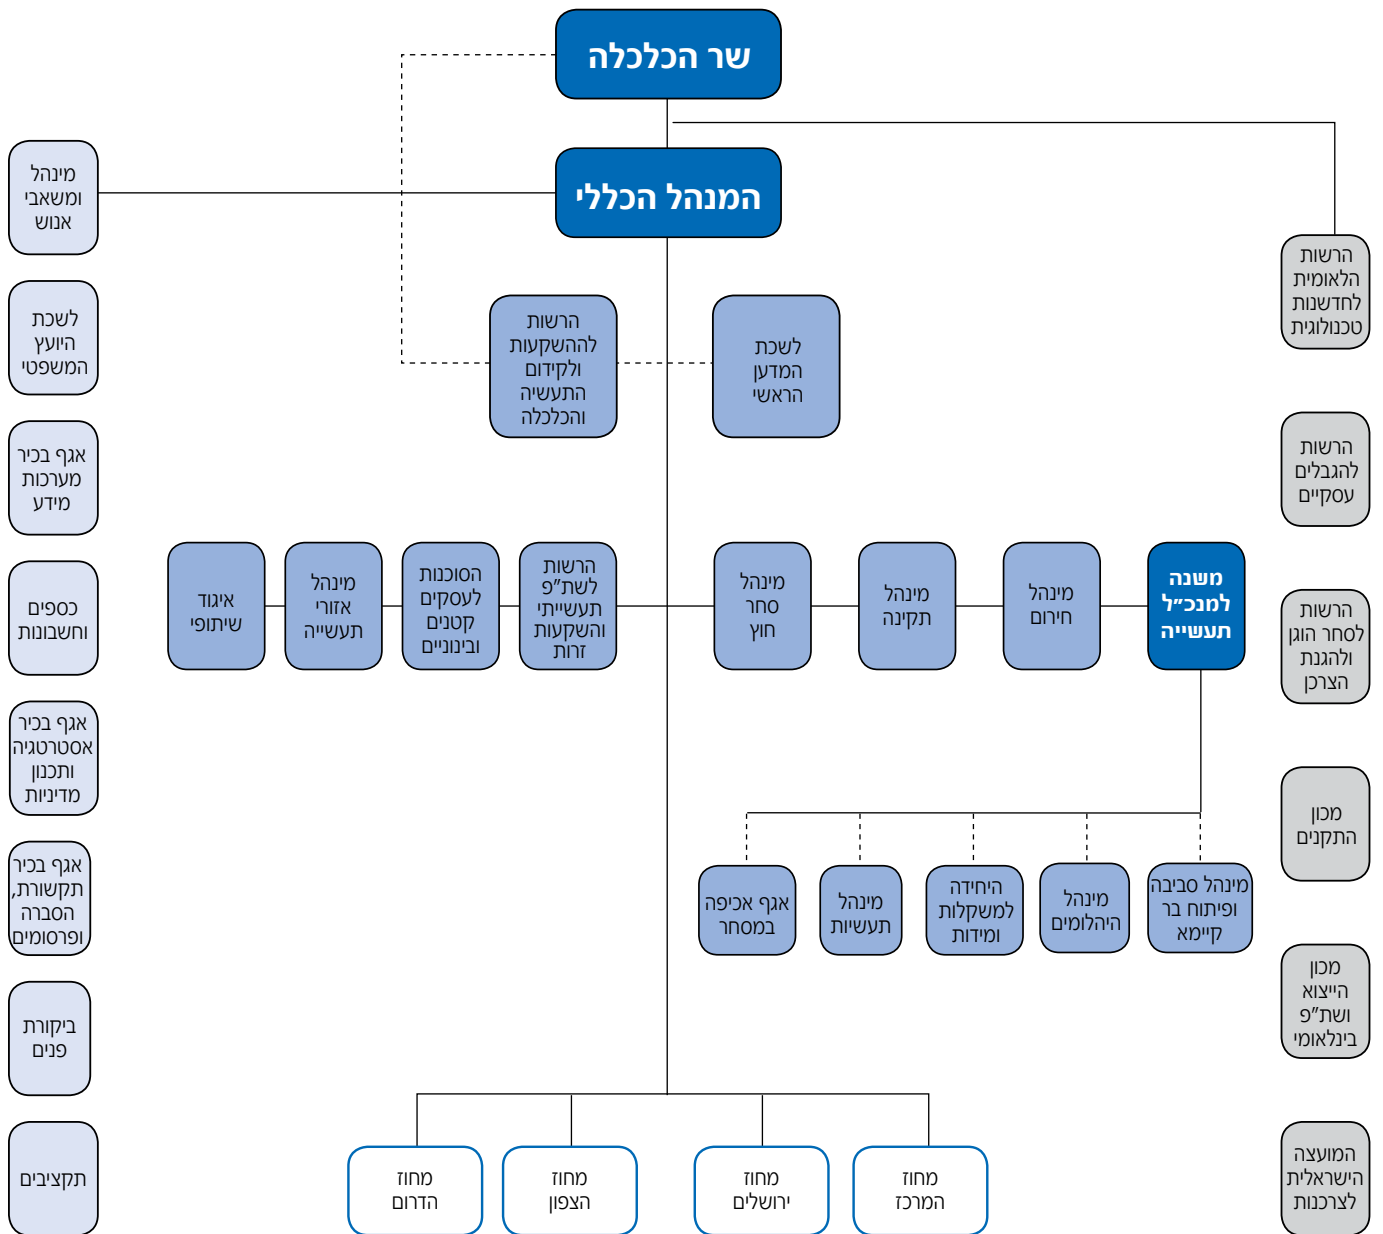 שר הכלכלה
המנהל הכללי
הרשות
הלאומית
לחדשנות
טכנולוגית
הרשות
להגבלים
עסקיים
הרשות
לסחר הוגן
ולהגנת
הצרכן
מכון
התקנים
מכון
הייצוא
ושת"פ
בינלאומי
המועצה
הישראלית
לצרכנות
לשכת
המדען
הראשי
הרשות
לההשקעות
ולקידום
התעשיה
והכלכלה
משנה
למנכ״ל
תעשייה
מינהל
חירום
מינהל
תקינה
מינהל
סחר
חוץ
הרשות
לשת"פ
תעשייתי
והשקעות
זרות
הסוכנות
לעסקים
קטנים
ובינוניים
מינהל
אזורי
תעשייה
איגוד
שיתופי
מינהל סביבה
ופיתוח בר
קיימא
מינהל
היהלומים
היחידה
למשקלות
ומידות
מינהל
תעשיות
אגף אכיפה
במסחר
מחוז
המרכז
מחוז
ירושלים
מחוז
הצפון
מחוז
הדרום
מינהל
ומשאבי
אנוש
לשכת
היועץ
המשפטי
אגף בכיר
מערכות
מידע
כספים
וחשבונות
אגף בכיר
אסטרטגיה
ותכנון
מדיניות
אגף בכיר
תקשורת,
הסברה
ופרסומים
ביקורת
פנים
תקציבים